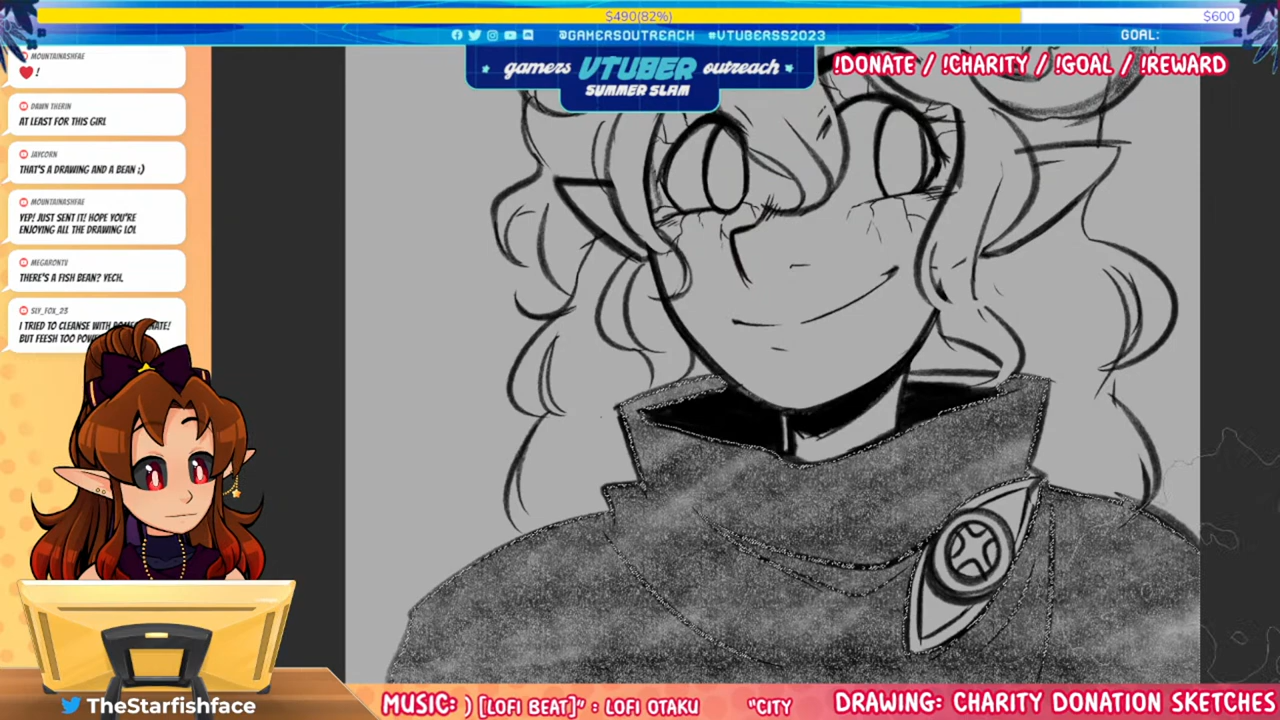 $490(82%)
$600
@GAMERSOUTREACH #VTUBERSS2023
GOAL:
gamers VTUBER outreach
SUMMER SLAM
!DONATE / !CHARITY / !GOAL / !REWARD
MOUNTAINASHFAE
!
DAWN THERIN
AT LEAST FOR THIS GIRL
JAYCORN
THAT'S A DRAWING AND A BEAN ;)
MOUNTAINASHFAE
YEP! JUST SENT IT! HOPE YOU'RE
ENJOYING ALL THE DRAWING LOL
MEGARONTV
THERE'S A FISH BEAN? YECH.
SLY_FOX_23
I TRIED TO CLEANSE WITH
BUT FEESH TOO
TheStarfishface
MUSIC: ) [LOFI BEAT]" : LOFI OTAKU "CITY
DRAWING: CHARITY DONATION SKETCHES